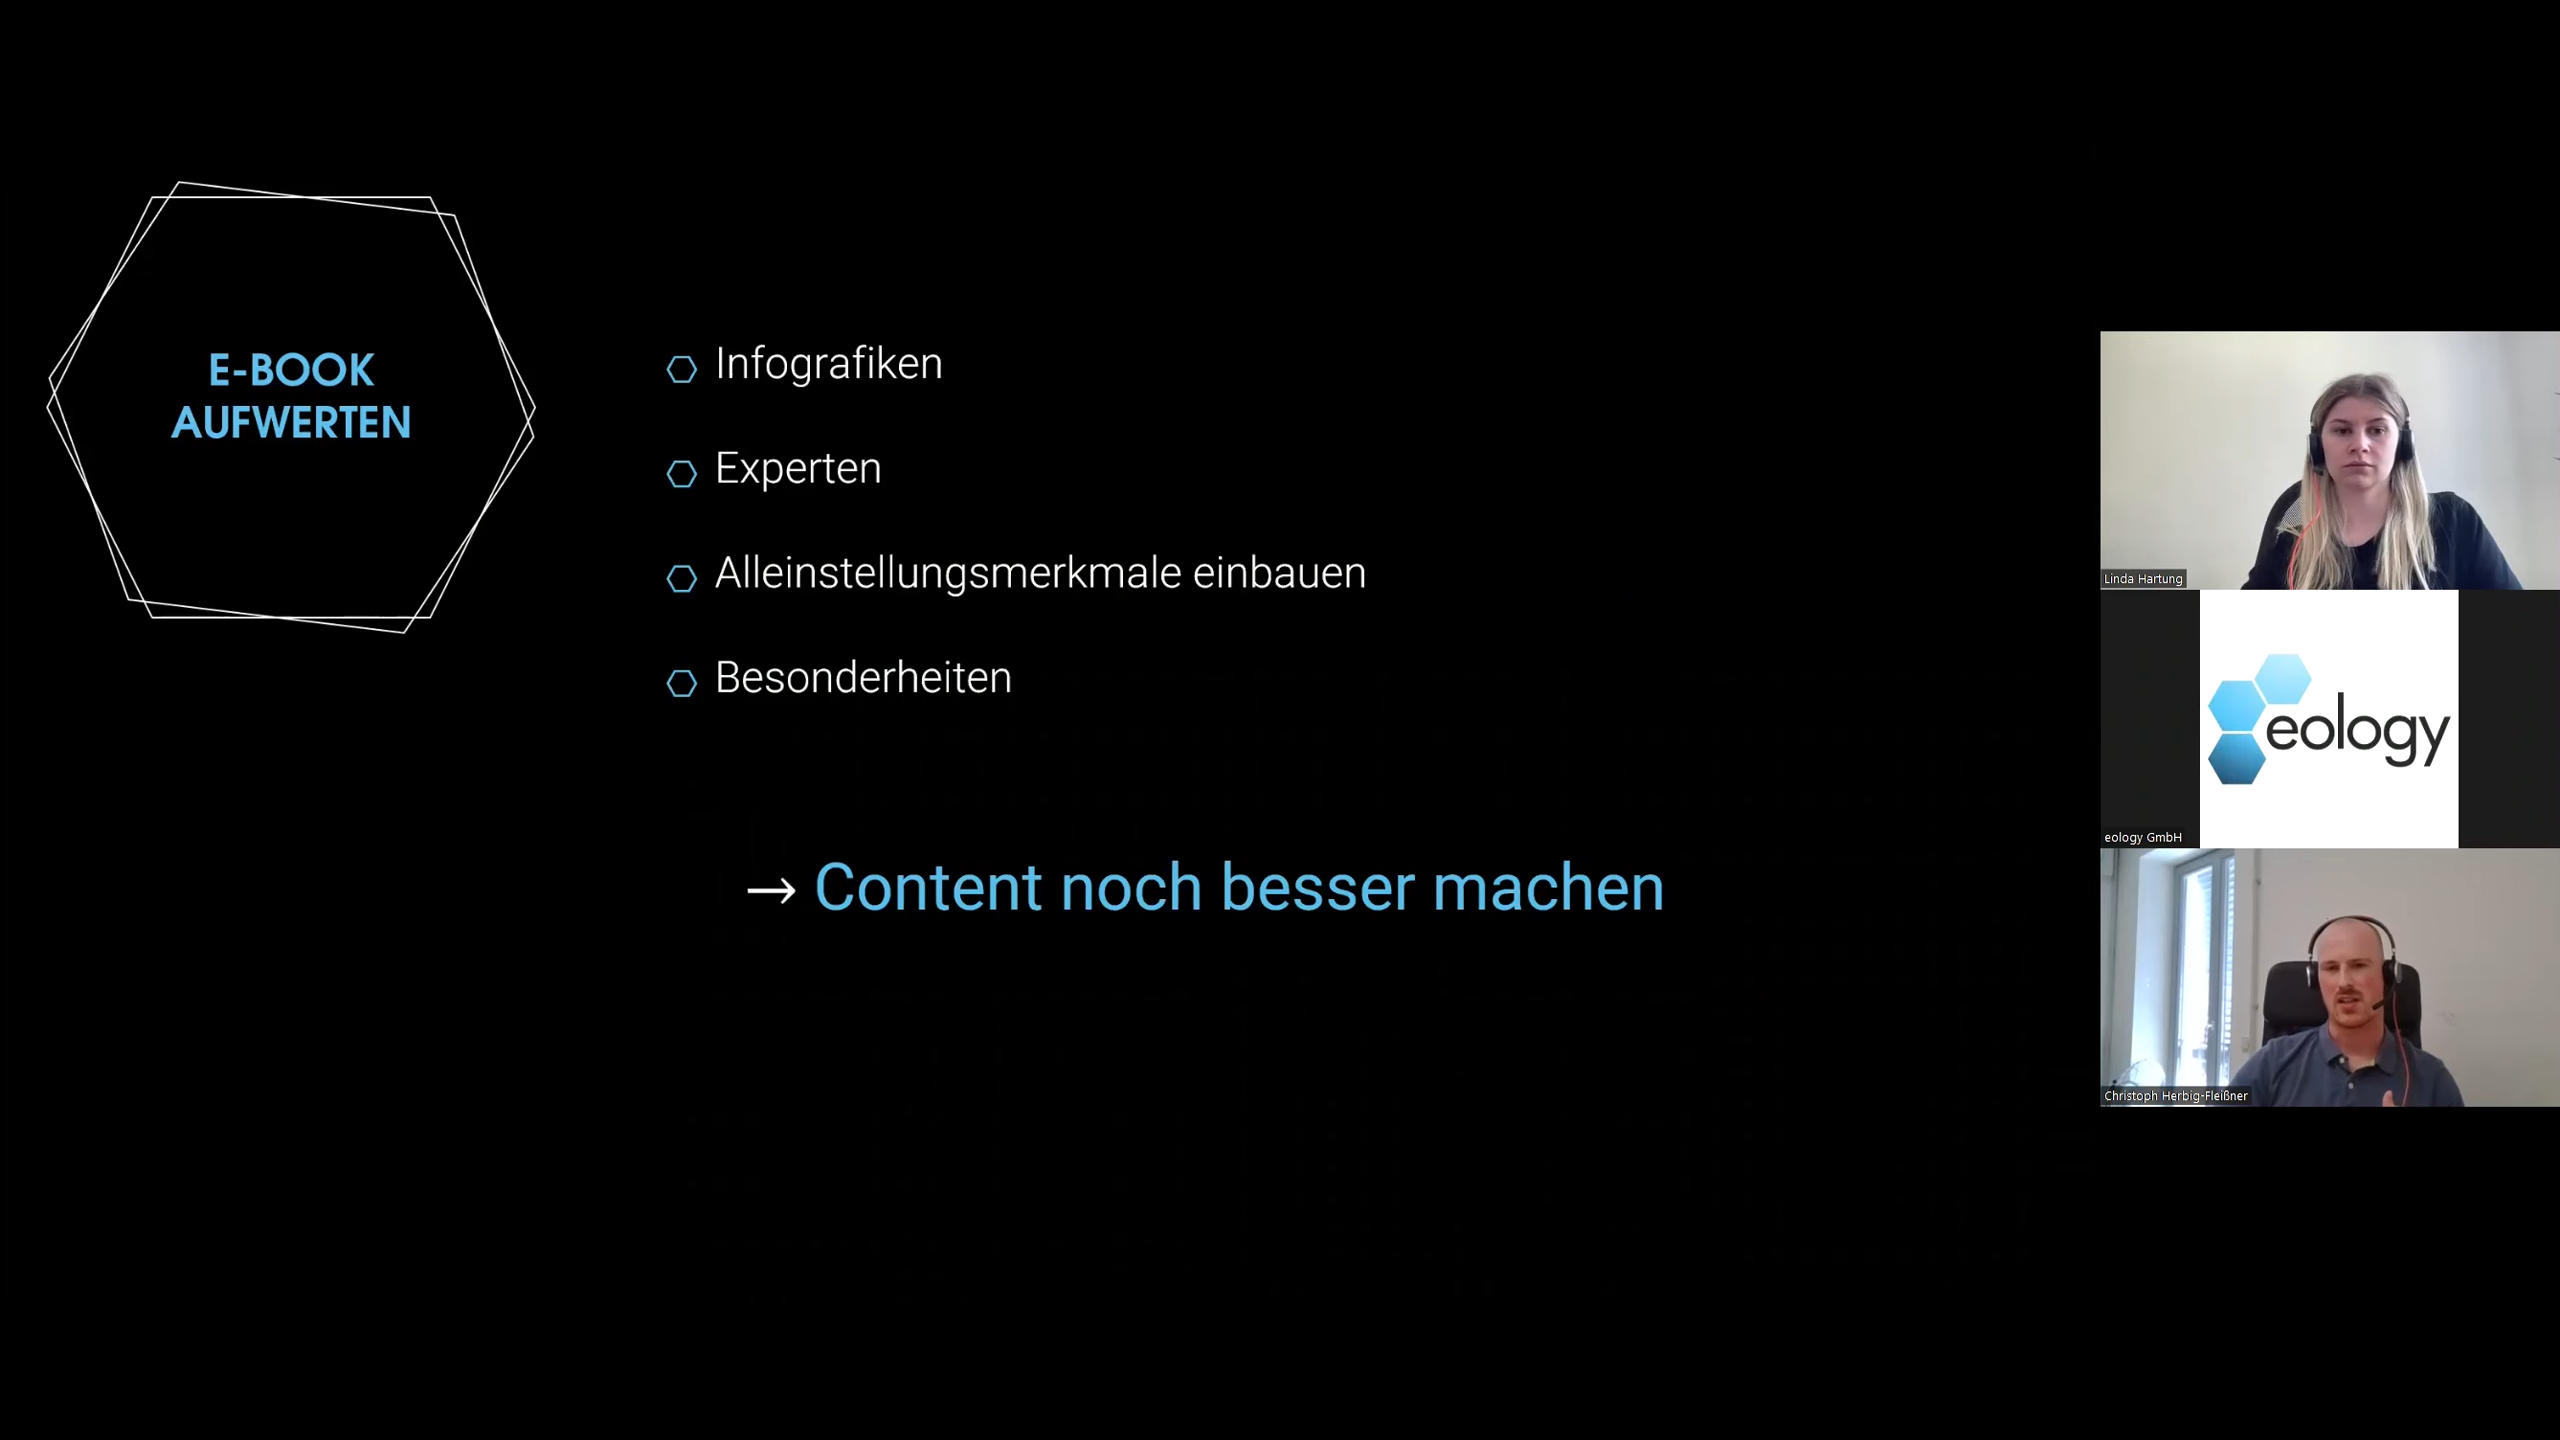 E-BOOK
AUFWERTEN
Infografiken
Experten
Alleinstellungsmerkmale einbauen
Besonderheiten
→ Content noch besser machen
Linda Hartung
eology
eology GmbH
Christoph Herbig-Fleißner